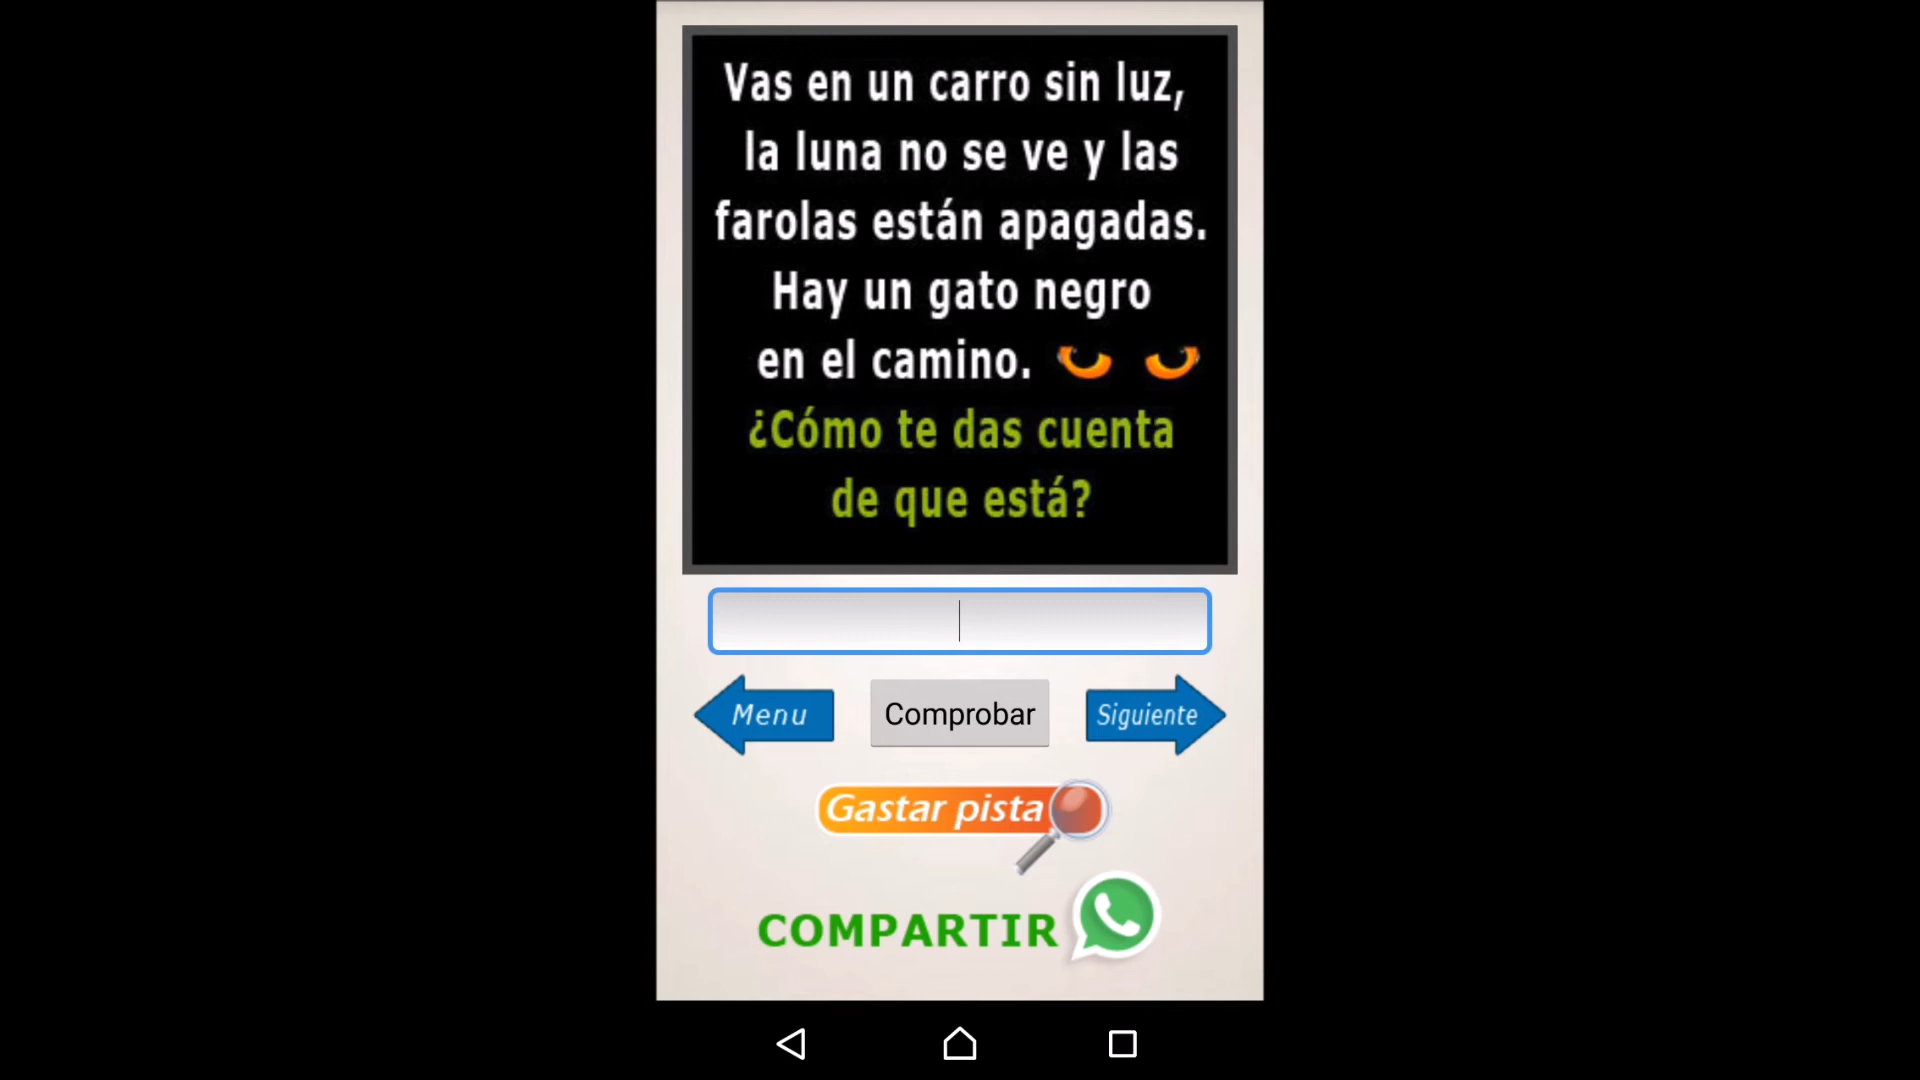 Vas en un carro sin luz,
la luna no se ve y las
farolas están apagadas.
Hay un gato negro
en el camino.
¿Cómo te das cuenta
de que está?
Menu
Comprobar
Siguiente
Gastar pista
COMPARTIR